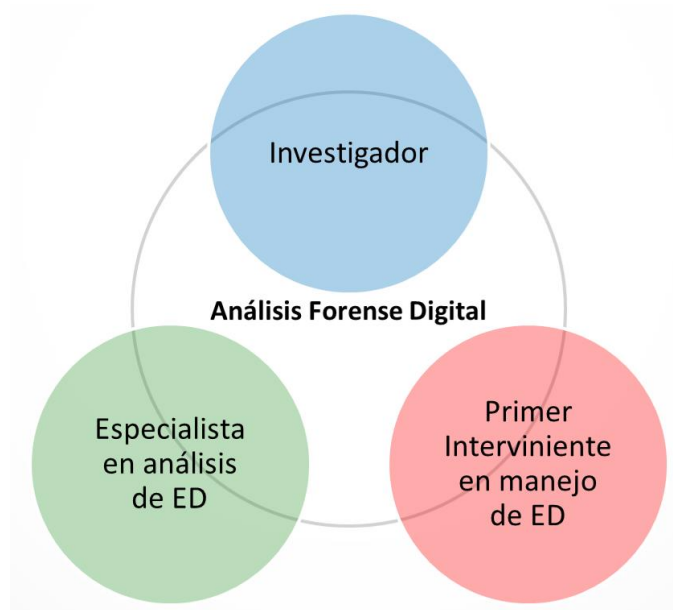 Investigador
Análisis Forense Digital
Especialista
en análisis
de ED
Primer
Interviniente
en manejo
de ED